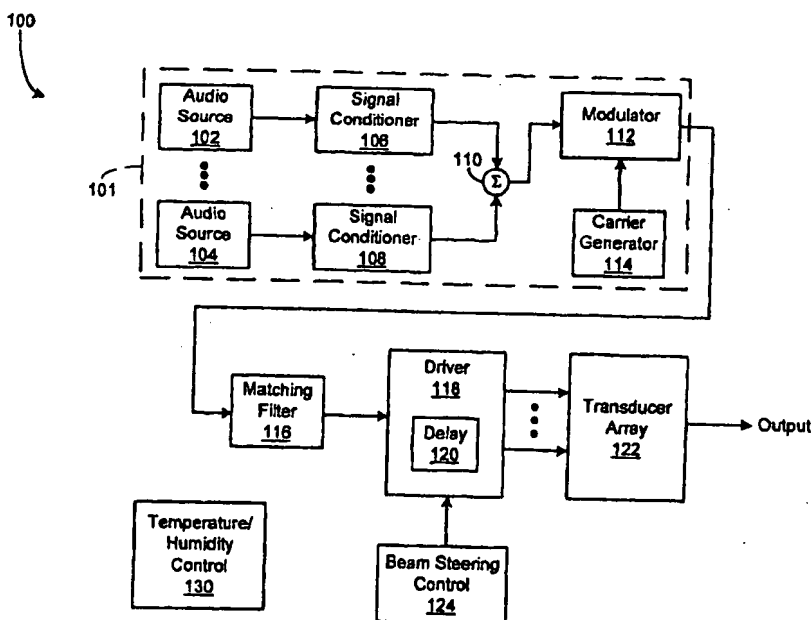 100
Audio
Source
102
Signal
Conditioner
106
Modulator
112
110
Σ
101
Audio
Source
104
Signal
Conditioner
108
Carrier
Generator
114
Matching
Filter
116
Driver
118
Delay
120
Transducer
Array
122
Output
Temperature/
Humidity
Control
130
Beam Steering
Control
124